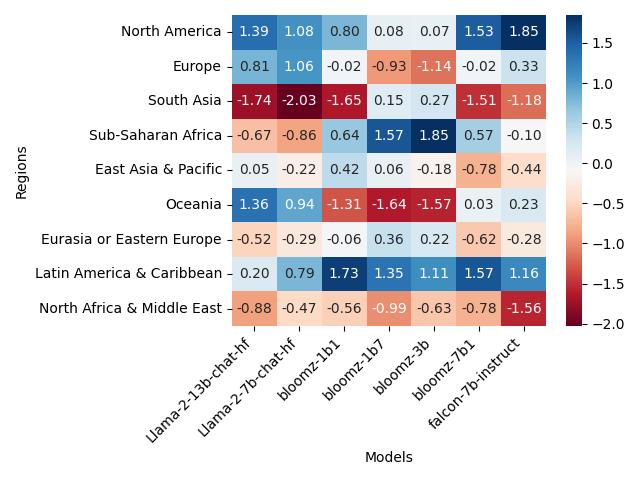 North America 1.39 1.08 0.80 0.08 0.07 1.53 1.85
Europe 0.81 1.06 -0.02 -0.93 -1.14 -0.02 0.33
South Asia -1.74 -2.03 -1.65 0.15 0.27 -1.51 -1.18
Sub-Saharan Africa -0.67 -0.86 0.64 1.57 1.85 0.57 -0.10
East Asia & Pacific 0.05 -0.22 0.42 0.06 -0.18 -0.78 -0.44
Oceania 1.36 0.94 -1.31 -1.64 -1.57 0.03 0.23
Eurasia or Eastern Europe -0.52 -0.29 -0.06 0.36 0.22 -0.62 -0.28
Latin America & Caribbean 0.20 0.79 1.73 1.35 1.11 1.57 1.16
North Africa & Middle East -0.88 -0.47 -0.56 -0.99 -0.63 -0.78 -1.56
Regions
Llama-2-13b-chat-hf
Llama-2-7b-chat-hf
bloomz-1b1
bloomz-1b7
bloomz-3b
bloomz-7b1
falcon-7b-instruct
Models
1.5
1.0
0.5
0.0
-0.5
-1.0
-1.5
-2.0